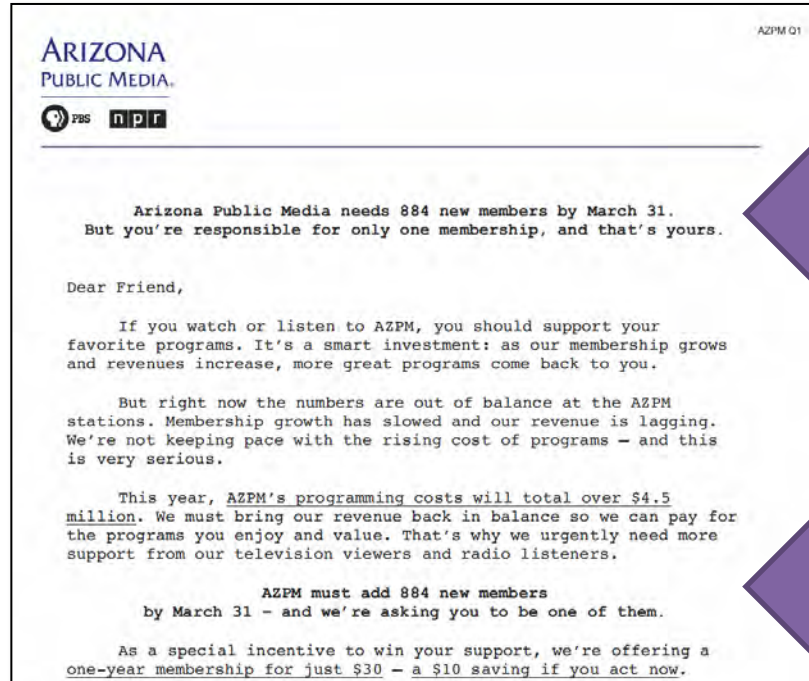 AZPM Q1
ARIZONA
PUBLIC MEDIA.
PBS npr
Arizona Public Media needs 884 new members by March 31.
But you're responsible for only one membership, and that's yours.
Dear Friend,
If you watch or listen to AZPM, you should support your
favorite programs. It's a smart investment: as our membership grows
and revenues increase, more great programs come back to you.
But right now the numbers are out of balance at the AZPM
stations. Membership growth has slowed and our revenue is lagging.
We're not keeping pace with the rising cost of programs — and this
is very serious.
This year, AZPM's programming costs will total over $4.5
million. We must bring our revenue back in balance so we can pay for
the programs you enjoy and value. That's why we urgently need more
support from our television viewers and radio listeners.
AZPM must add 884 new members
by March 31 – and we're asking you to be one of them.
As a special incentive to win your support, we're offering a
one-year membership for just $30 — a $10 saving if you act now.